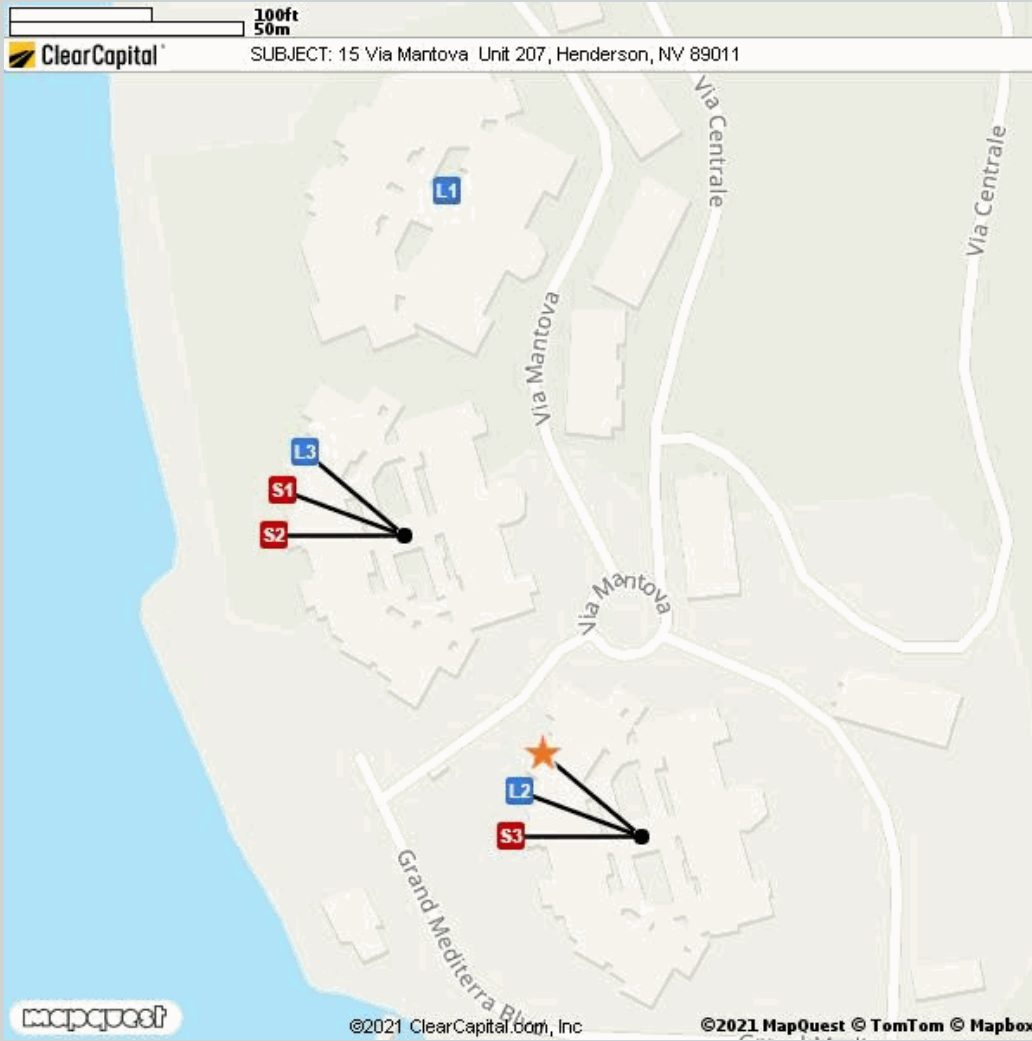 100ft
50m
ClearCapital
SUBJECT: 15 Via Mantova Unit 207, Henderson, NV 89011
Via Centrale
Via Centrale
L1
Via Mantova
L3
S1
S2
Via Mantova
L2
S3
Grand Mediterra Blvd
mapquest
©2021 ClearCapital.com, Inc
©2021 MapQuest © TomTom © Mapbox